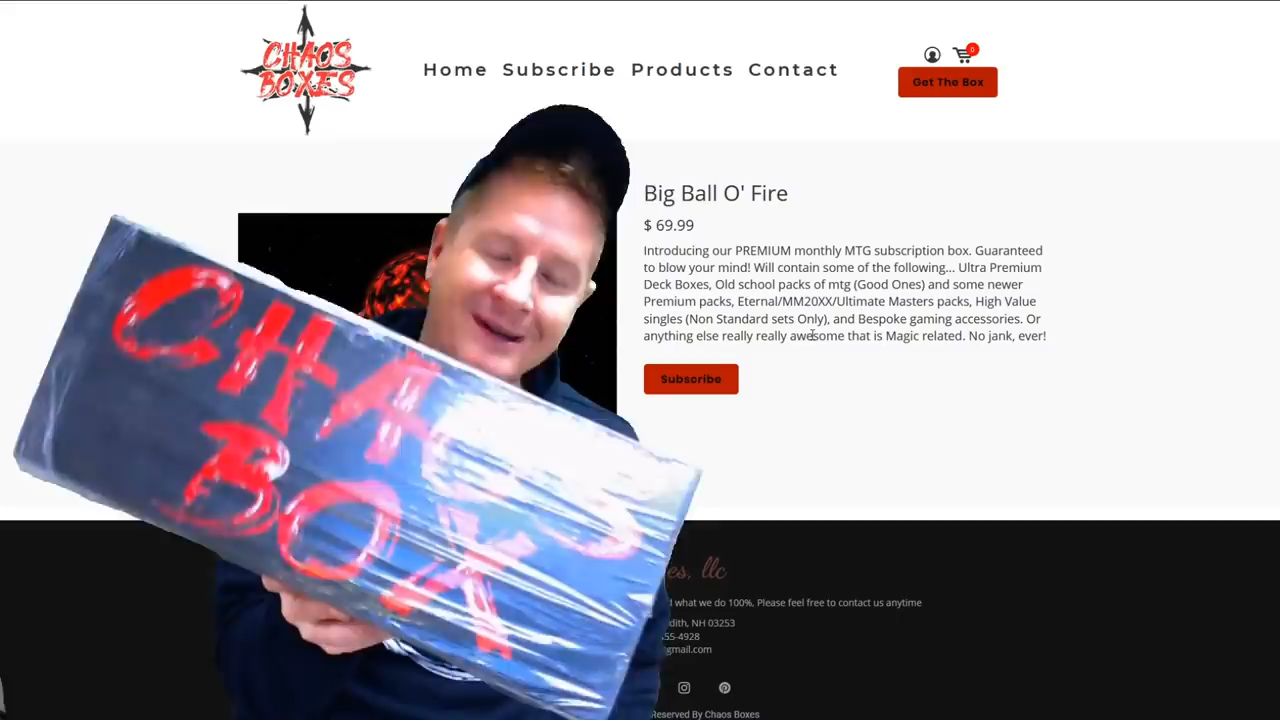 CHAOS
BOXES
Home Subscribe Products Contact
0
Get The Box
Big Ball O' Fire
$ 69.99
Introducing our PREMIUM monthly MTG subscription box. Guaranteed
to blow your mind! Will contain some of the following... Ultra Premium
Deck Boxes, Old school packs of mtg (Good Ones) and some newer
Premium packs, Eternal/MM20XX/Ultimate Masters packs, High Value
singles (Non Standard sets Only), and Bespoke gaming accessories. Or
anything else really really awesome that is Magic related. No jank, ever!
Subscribe
CHAOS
BOX
llc
what we do 100%, Please feel free to contact us anytime
NH 03253
55-4928
gmail.com
Reserved By Chaos Boxes